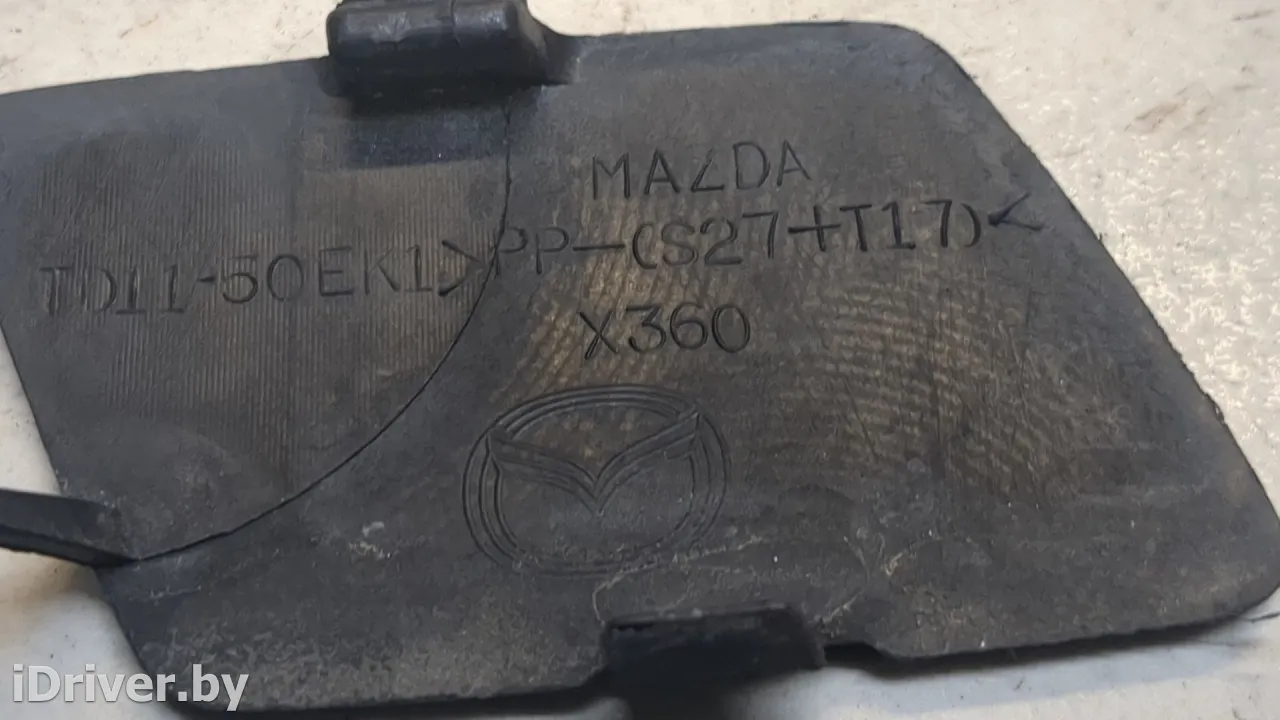 MAZDA
TD11-50EK1 >PP-(S27+T17)<
X360
iDriver.by